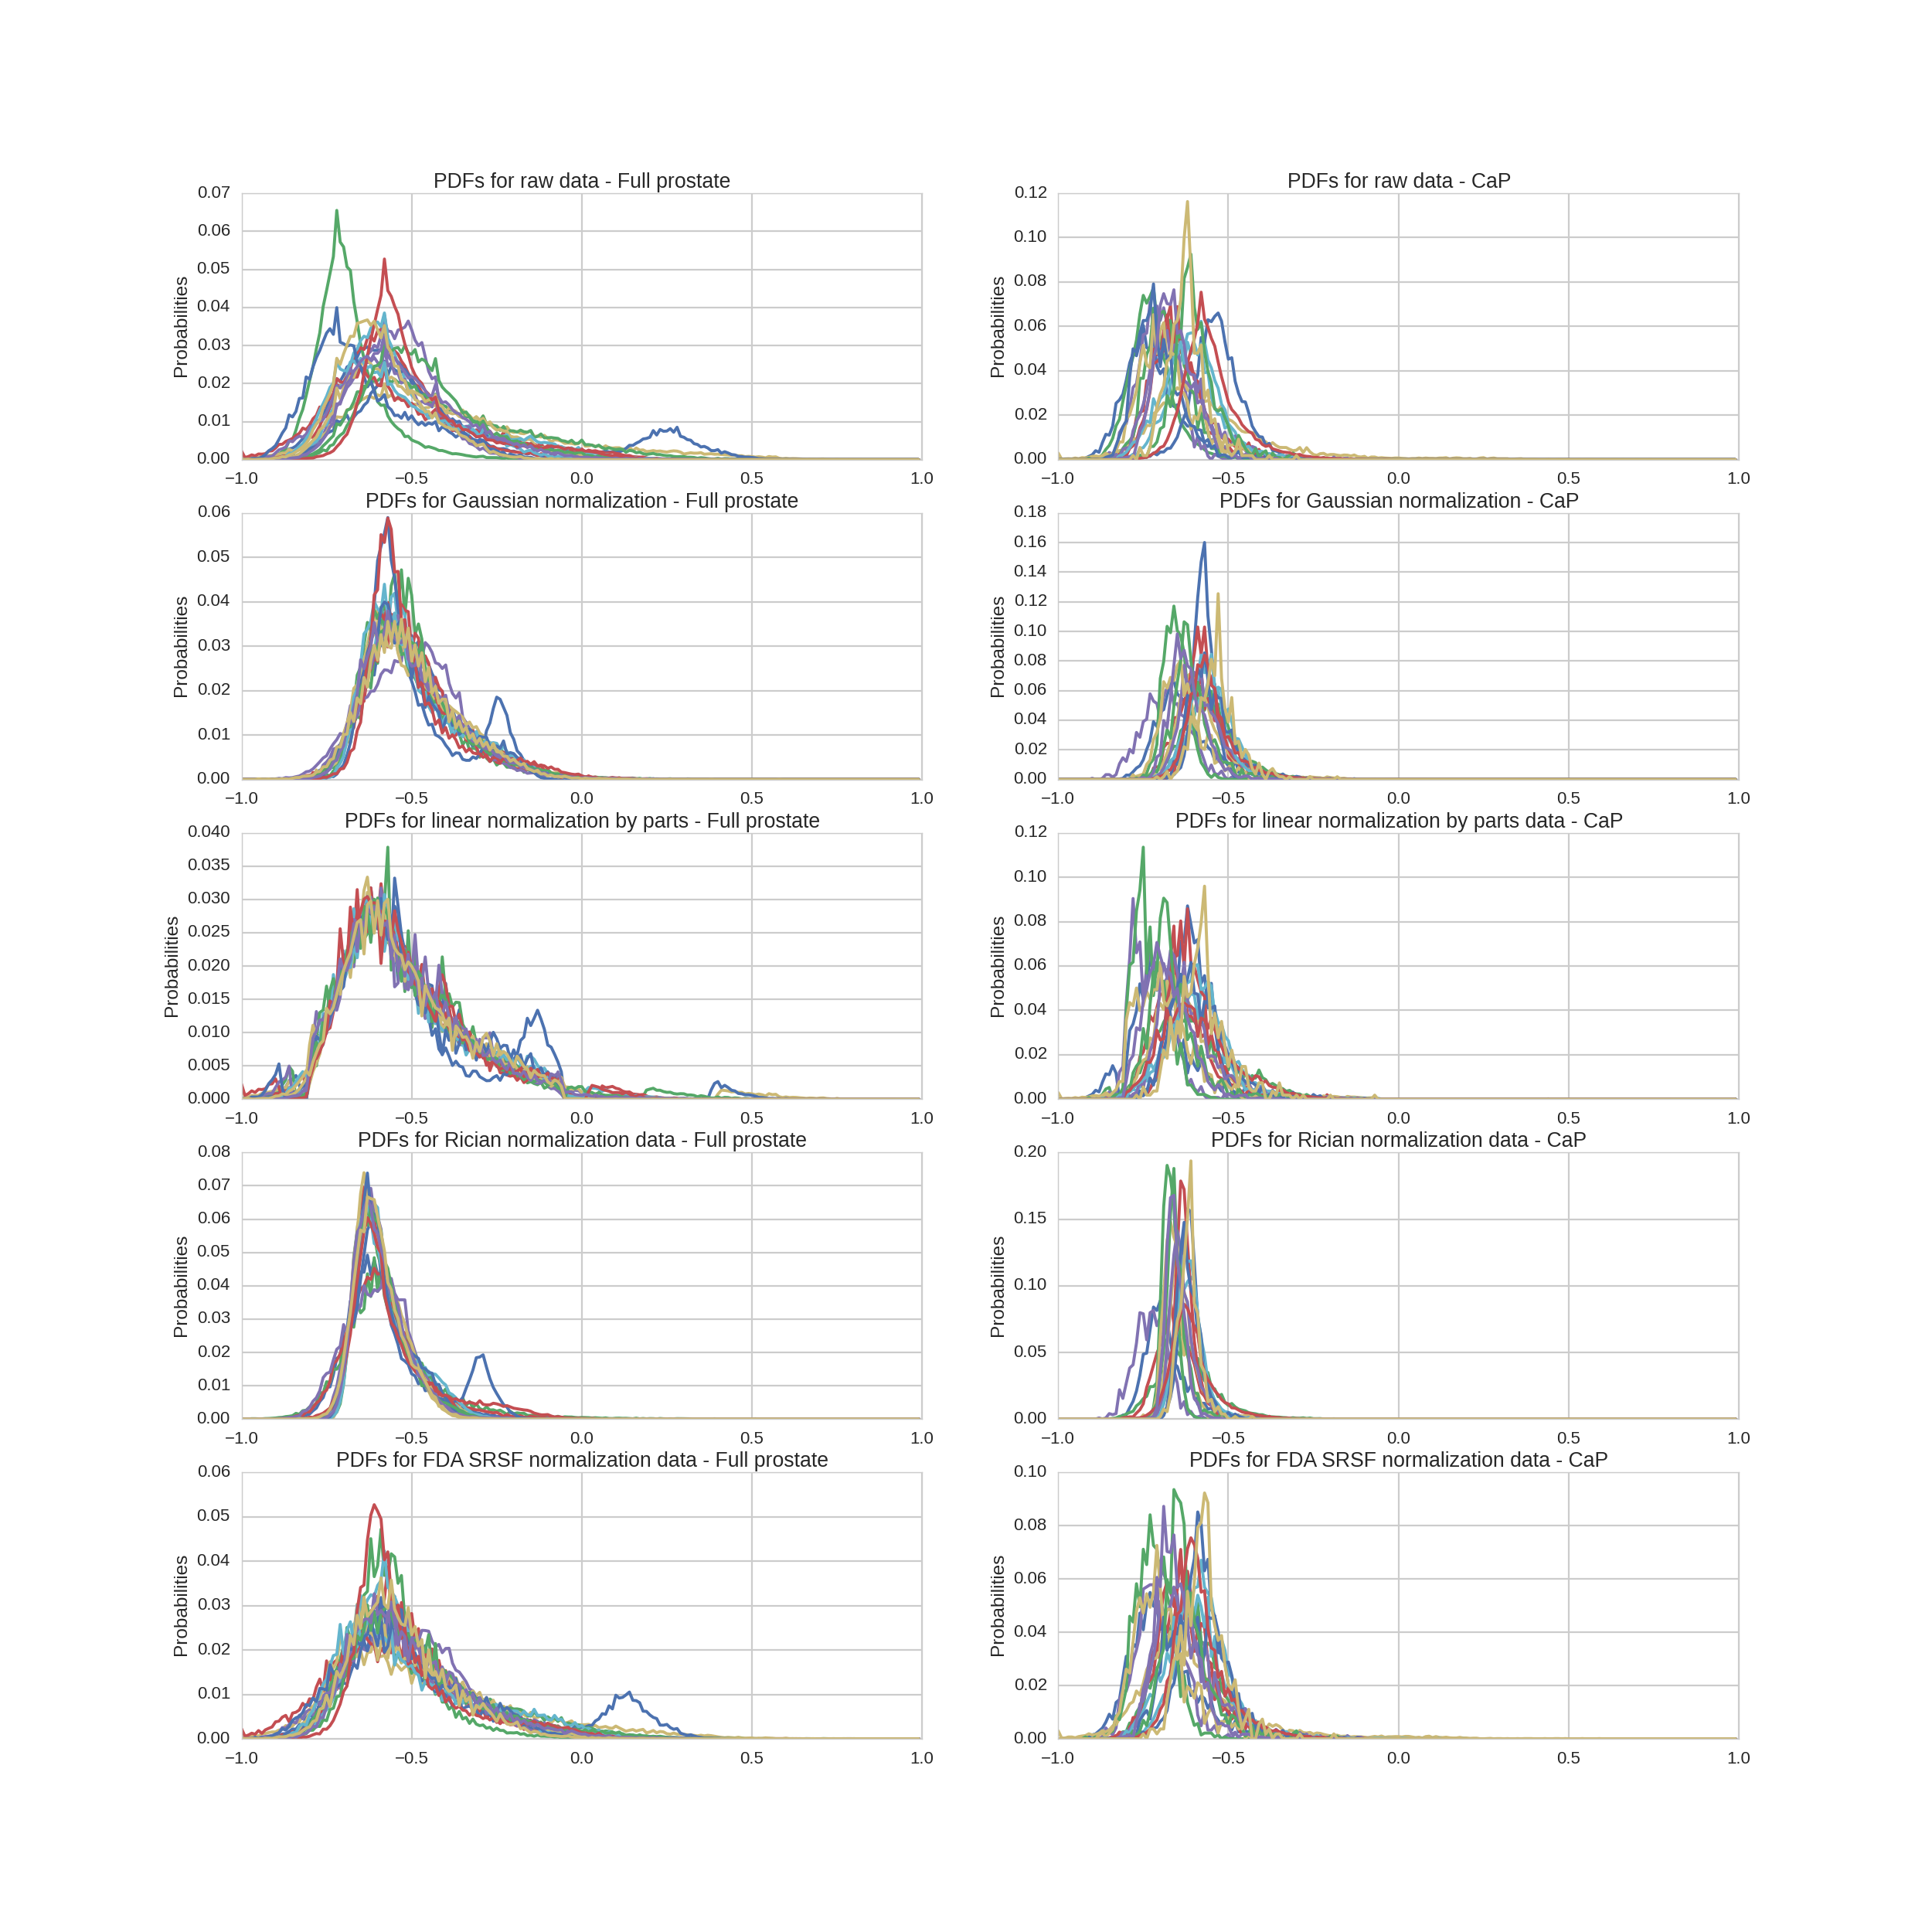 PDFs for raw data - Full prostate
0.07
0.06
0.05
0.04
0.03
0.02
0.01
0.00
Probabilities
−1.0 −0.5 0.0 0.5 1.0
PDFs for raw data - CaP
0.12
0.10
0.08
0.06
0.04
0.02
0.00
Probabilities
−1.0 −0.5 0.0 0.5 1.0
PDFs for Gaussian normalization - Full prostate
0.06
0.05
0.04
0.03
0.02
0.01
0.00
Probabilities
−1.0 −0.5 0.0 0.5 1.0
PDFs for Gaussian normalization - CaP
0.18
0.16
0.14
0.12
0.10
0.08
0.06
0.04
0.02
0.00
Probabilities
−1.0 −0.5 0.0 0.5 1.0
PDFs for linear normalization by parts - Full prostate
0.040
0.035
0.030
0.025
0.020
0.015
0.010
0.005
0.000
Probabilities
−1.0 −0.5 0.0 0.5 1.0
PDFs for linear normalization by parts data - CaP
0.12
0.10
0.08
0.06
0.04
0.02
0.00
Probabilities
−1.0 −0.5 0.0 0.5 1.0
PDFs for Rician normalization data - Full prostate
0.08
0.07
0.06
0.05
0.04
0.03
0.02
0.01
0.00
Probabilities
−1.0 −0.5 0.0 0.5 1.0
PDFs for Rician normalization data - CaP
0.20
0.15
0.10
0.05
0.00
Probabilities
−1.0 −0.5 0.0 0.5 1.0
PDFs for FDA SRSF normalization data - Full prostate
0.06
0.05
0.04
0.03
0.02
0.01
0.00
Probabilities
−1.0 −0.5 0.0 0.5 1.0
PDFs for FDA SRSF normalization data - CaP
0.10
0.08
0.06
0.04
0.02
0.00
Probabilities
−1.0 −0.5 0.0 0.5 1.0